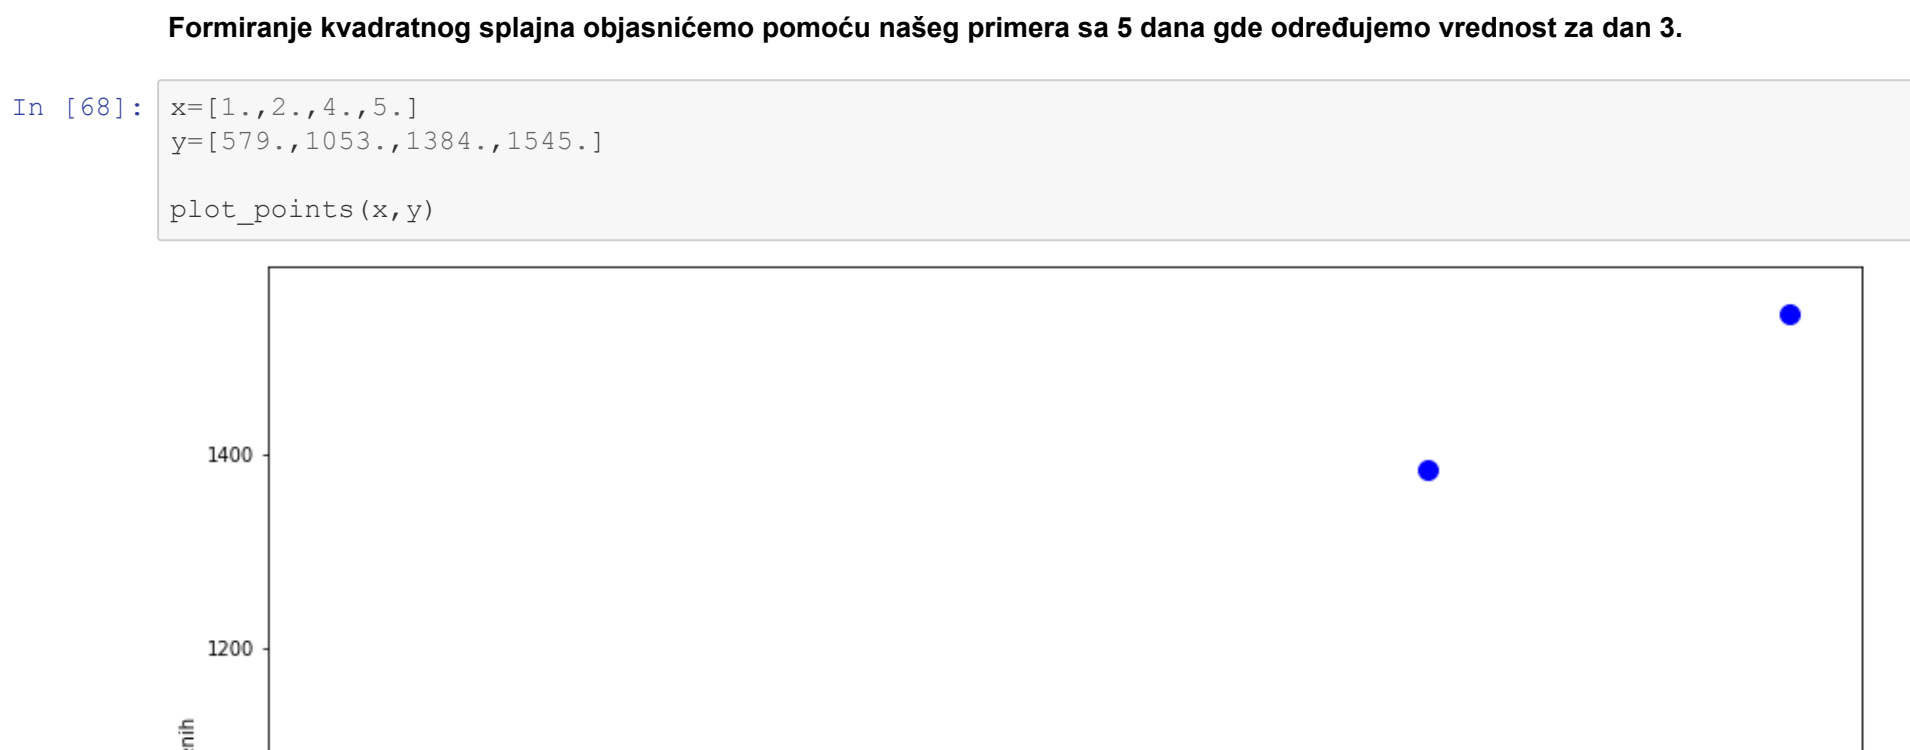 Formiranje kvadratnog splajna objasnićemo pomoću našeg primera sa 5 dana gde određujemo vrednost za dan 3.
In [68]:
x=[1.,2.,4.,5.]
y=[579.,1053.,1384.,1545.]
plot_points(x,y)
1400
1200